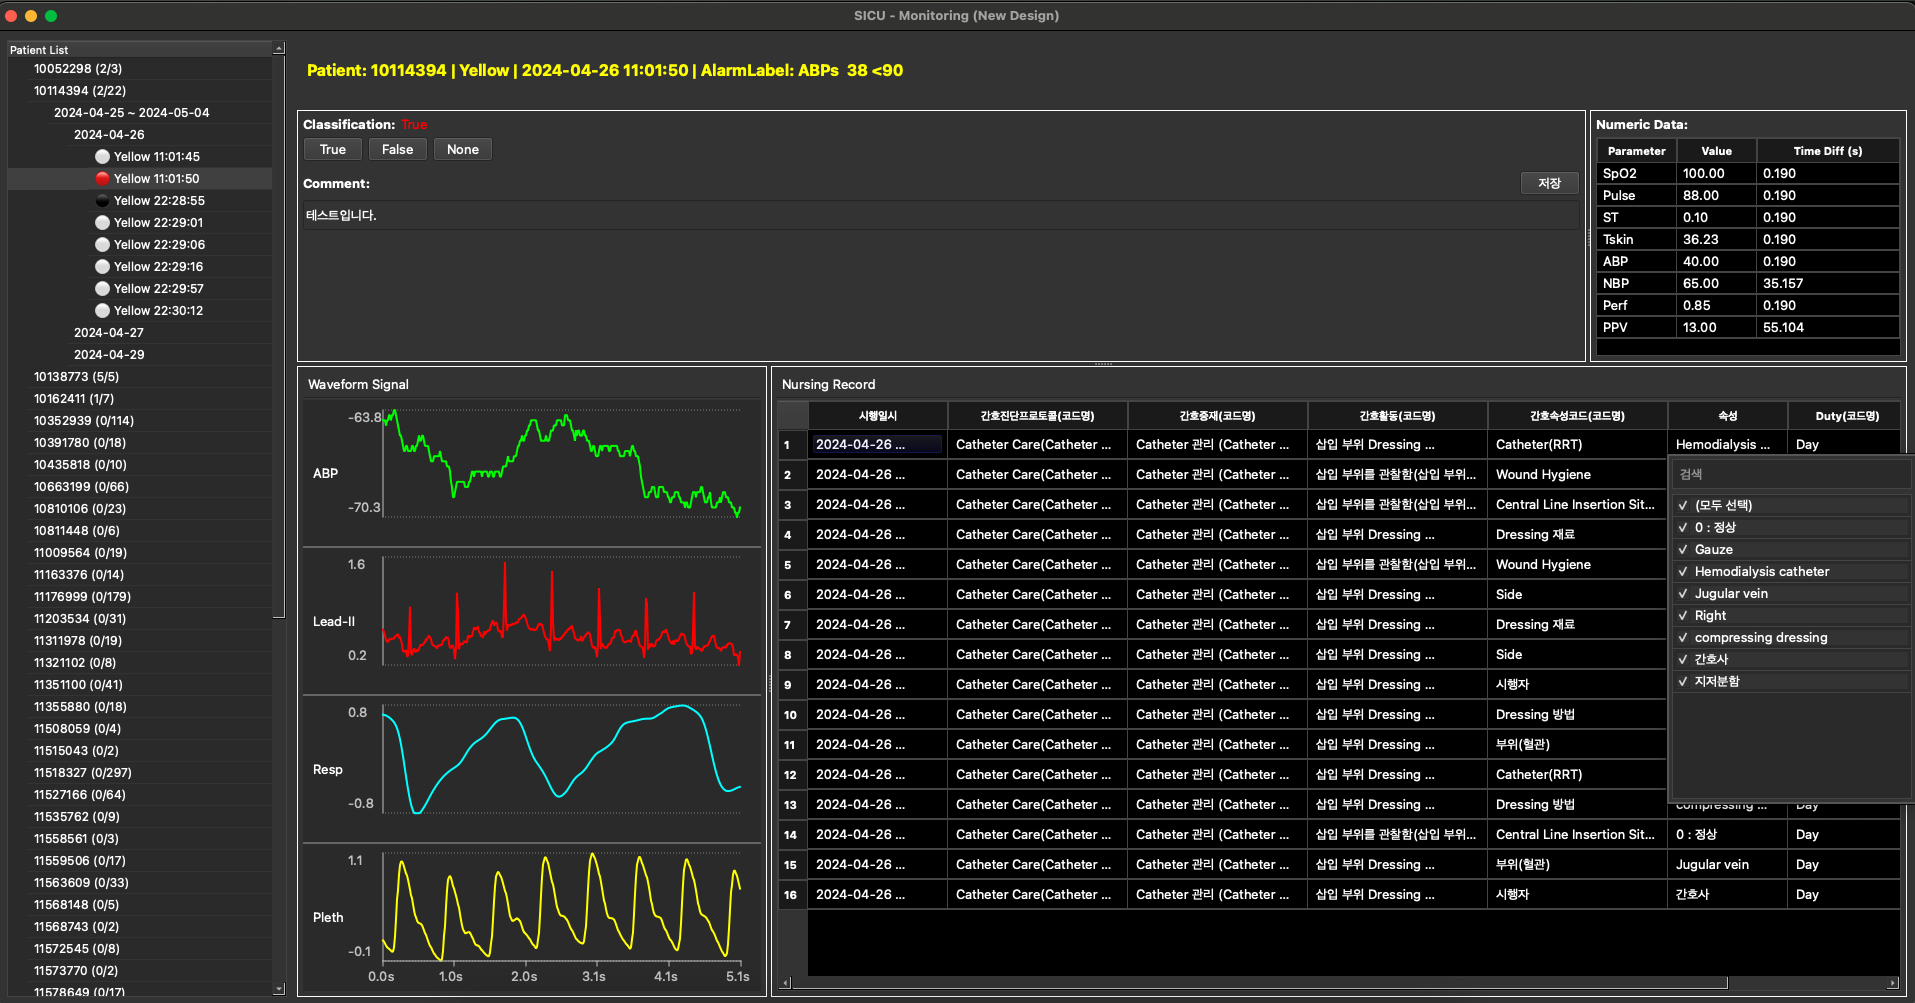 SICU - Monitoring (New Design)
Patient List
10052298 (2/3)
10114394 (2/22)
2024-04-25 ~ 2024-05-04
2024-04-26
Yellow 11:01:45
Yellow 11:01:50
Yellow 22:28:55
Yellow 22:29:01
Yellow 22:29:06
Yellow 22:29:16
Yellow 22:29:57
Yellow 22:30:12
2024-04-27
2024-04-29
10138773 (5/5)
10162411 (1/7)
10352939 (0/114)
10391780 (0/18)
10435818 (0/10)
10663199 (0/66)
10810106 (0/23)
10811448 (0/6)
11009564 (0/19)
11163376 (0/14)
11176999 (0/179)
11203534 (0/31)
11311978 (0/19)
11321102 (0/8)
11351100 (0/41)
11355880 (0/18)
11508059 (0/4)
11515043 (0/2)
11518327 (0/297)
11527166 (0/64)
11535762 (0/9)
11558561 (0/3)
11559506 (0/17)
11563609 (0/33)
11568148 (0/5)
11568743 (0/2)
11572545 (0/8)
11573770 (0/2)
11578649 (0/17)
Patient: 10114394 | Yellow | 2024-04-26 11:01:50 | AlarmLabel: ABPs 38 <90
Classification: True
True False None
Comment: 저장
테스트입니다.
Numeric Data:
Parameter Value Time Diff (s)
SpO2 100.00 0.190
Pulse 88.00 0.190
ST 0.10 0.190
Tskin 36.23 0.190
ABP 40.00 0.190
NBP 65.00 35.157
Perf 0.85 0.190
PPV 13.00 55.104
Waveform Signal
-63.8
ABP
-70.3
1.6
Lead-II
0.2
0.8
Resp
-0.8
1.1
Pleth
-0.1
0.0s 1.0s 2.0s 3.1s 4.1s 5.1s
Nursing Record
시행일시 간호진단프로토콜(코드명) 간호중재(코드명) 간호활동(코드명) 간호속성코드(코드명) 속성 Duty(코드명)
1 2024-04-26 ... Catheter Care(Catheter ... Catheter 관리 (Catheter ... 삽입 부위 Dressing ... Catheter(RRT) Hemodialysis ... Day
2 2024-04-26 ... Catheter Care(Catheter ... Catheter 관리 (Catheter ... 삽입 부위를 관찰함(삽입 부위... Wound Hygiene
3 2024-04-26 ... Catheter Care(Catheter ... Catheter 관리 (Catheter ... 삽입 부위를 관찰함(삽입 부위... Central Line Insertion Sit...
4 2024-04-26 ... Catheter Care(Catheter ... Catheter 관리 (Catheter ... 삽입 부위 Dressing ... Dressing 재료
5 2024-04-26 ... Catheter Care(Catheter ... Catheter 관리 (Catheter ... 삽입 부위를 관찰함(삽입 부위... Wound Hygiene
6 2024-04-26 ... Catheter Care(Catheter ... Catheter 관리 (Catheter ... 삽입 부위 Dressing ... Side
7 2024-04-26 ... Catheter Care(Catheter ... Catheter 관리 (Catheter ... 삽입 부위 Dressing ... Dressing 재료
8 2024-04-26 ... Catheter Care(Catheter ... Catheter 관리 (Catheter ... 삽입 부위 Dressing ... Side
9 2024-04-26 ... Catheter Care(Catheter ... Catheter 관리 (Catheter ... 삽입 부위 Dressing ... 시행자
10 2024-04-26 ... Catheter Care(Catheter ... Catheter 관리 (Catheter ... 삽입 부위 Dressing ... Dressing 방법
11 2024-04-26 ... Catheter Care(Catheter ... Catheter 관리 (Catheter ... 삽입 부위 Dressing ... 부위(혈관)
12 2024-04-26 ... Catheter Care(Catheter ... Catheter 관리 (Catheter ... 삽입 부위 Dressing ... Catheter(RRT)
13 2024-04-26 ... Catheter Care(Catheter ... Catheter 관리 (Catheter ... 삽입 부위 Dressing ... Dressing 방법 compressing ... Day
14 2024-04-26 ... Catheter Care(Catheter ... Catheter 관리 (Catheter ... 삽입 부위를 관찰함(삽입 부위... Central Line Insertion Sit... 0 : 정상 Day
15 2024-04-26 ... Catheter Care(Catheter ... Catheter 관리 (Catheter ... 삽입 부위 Dressing ... 부위(혈관) Jugular vein Day
16 2024-04-26 ... Catheter Care(Catheter ... Catheter 관리 (Catheter ... 삽입 부위 Dressing ... 시행자 간호사 Day
검색
(모두 선택)
0 : 정상
Gauze
Hemodialysis catheter
Jugular vein
Right
compressing dressing
간호사
지저분함